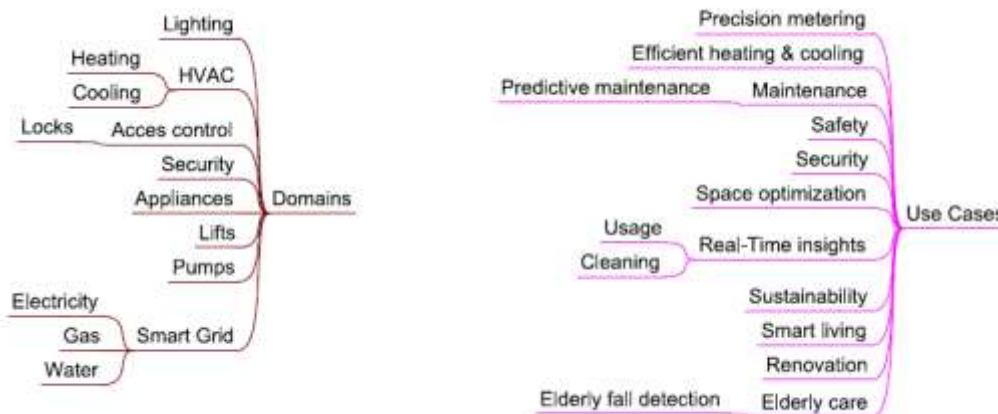 Lighting
Heating
HVAC
Cooling
Locks
Acces control
Security
Appliances
Domains
Lifts
Pumps
Electricity
Gas
Smart Grid
Water
Precision metering
Efficient heating & cooling
Predictive maintenance
Maintenance
Safety
Security
Space optimization
Use Cases
Usage
Real-Time insights
Cleaning
Sustainability
Smart living
Renovation
Elderly fall detection
Elderly care